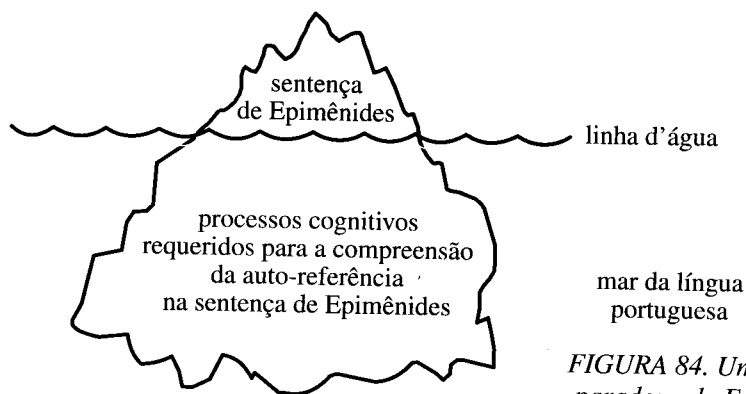 sentença
de Epimênides
linha d'água
processos cognitivos
requeridos para a compreensão
da auto-referência
na sentença de Epimênides
mar da língua
portuguesa
FIGURA 84. Un